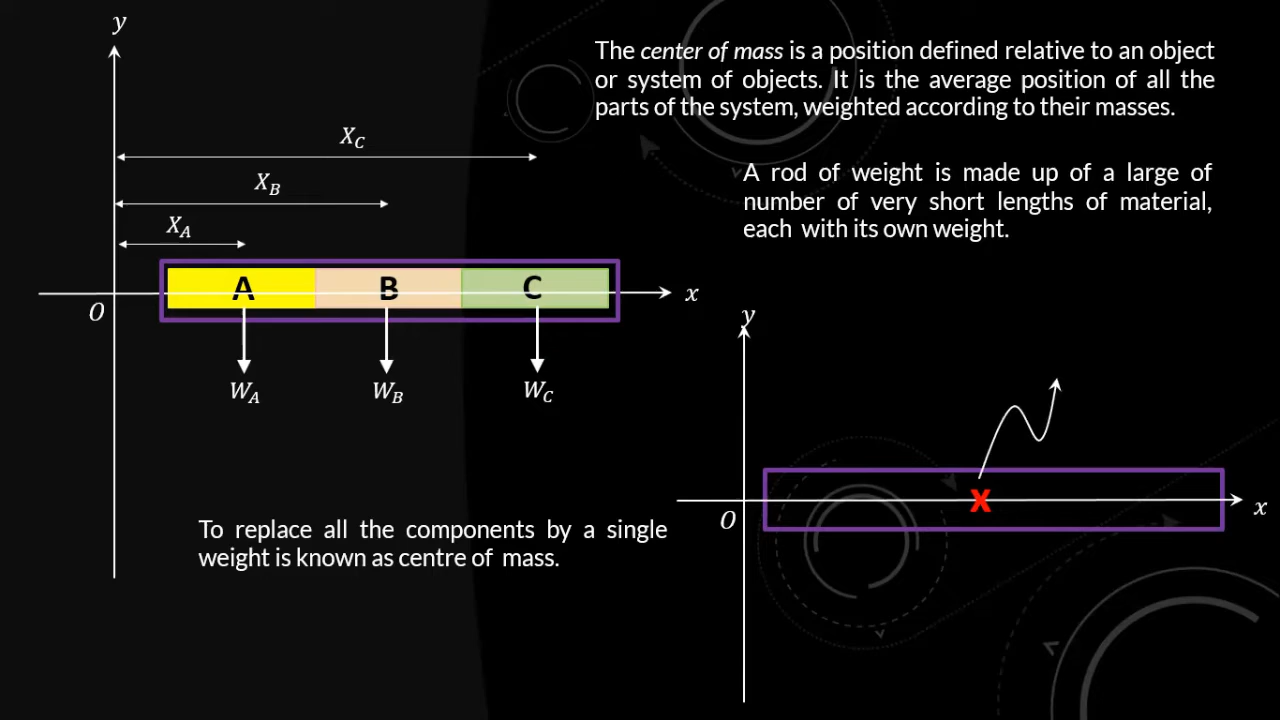 The center of mass is a position defined relative to an object
or system of objects. It is the average position of all the
parts of the system, weighted according to their masses.
A rod of weight is made up of a large of
number of very short lengths of material,
each with its own weight.
y
X_C
X_B
X_A
A B C
x
O
W_A W_B W_C
y
X
x
O
To replace all the components by a single
weight is known as centre of mass.